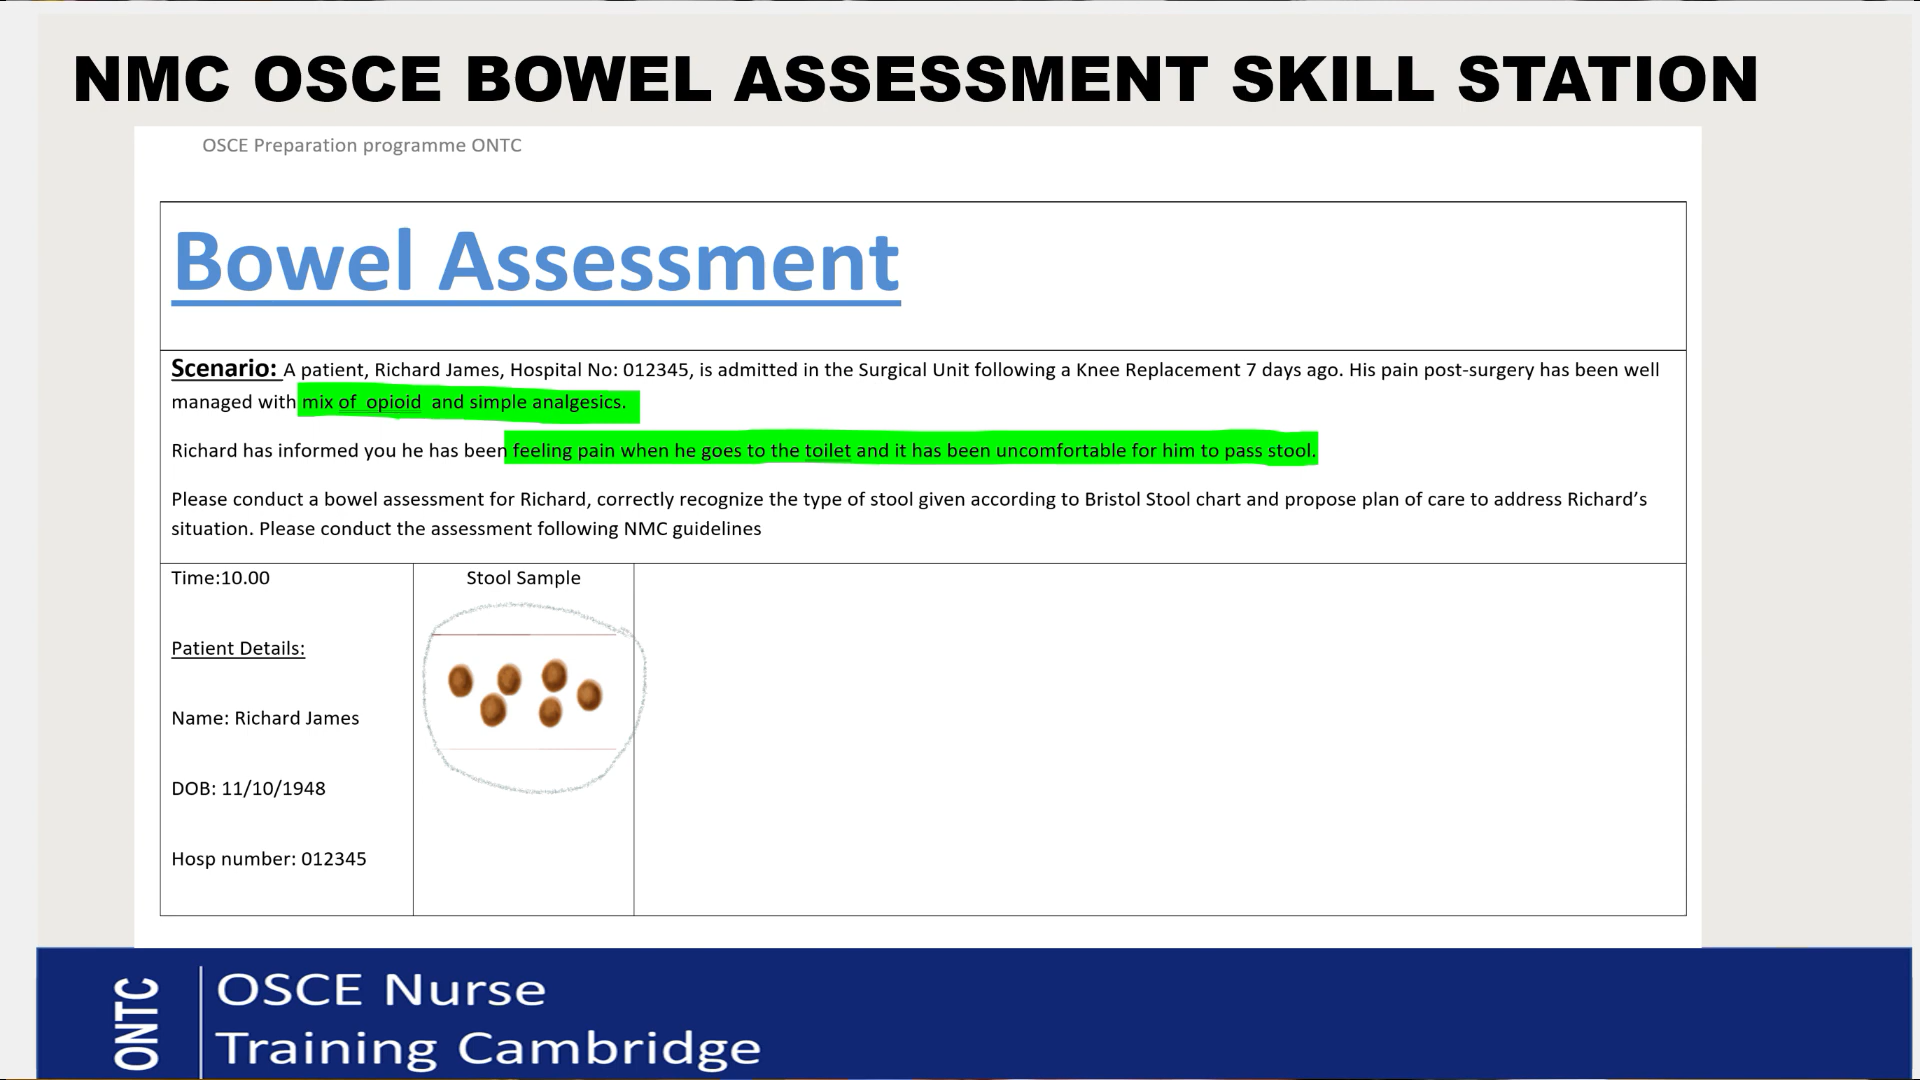 NMC OSCE BOWEL ASSESSMENT SKILL STATION
OSCE Preparation programme ONTC
Bowel Assessment
Scenario: A patient, Richard James, Hospital No: 012345, is admitted in the Surgical Unit following a Knee Replacement 7 days ago. His pain post-surgery has been well
managed with mix of opioid and simple analgesics.
Richard has informed you he has been feeling pain when he goes to the toilet and it has been uncomfortable for him to pass stool.
Please conduct a bowel assessment for Richard, correctly recognize the type of stool given according to Bristol Stool chart and propose plan of care to address Richard’s
situation. Please conduct the assessment following NMC guidelines
Time:10.00
Patient Details:
Name: Richard James
DOB: 11/10/1948
Hosp number: 012345
Stool Sample
ONTC
OSCE Nurse
Training Cambridge